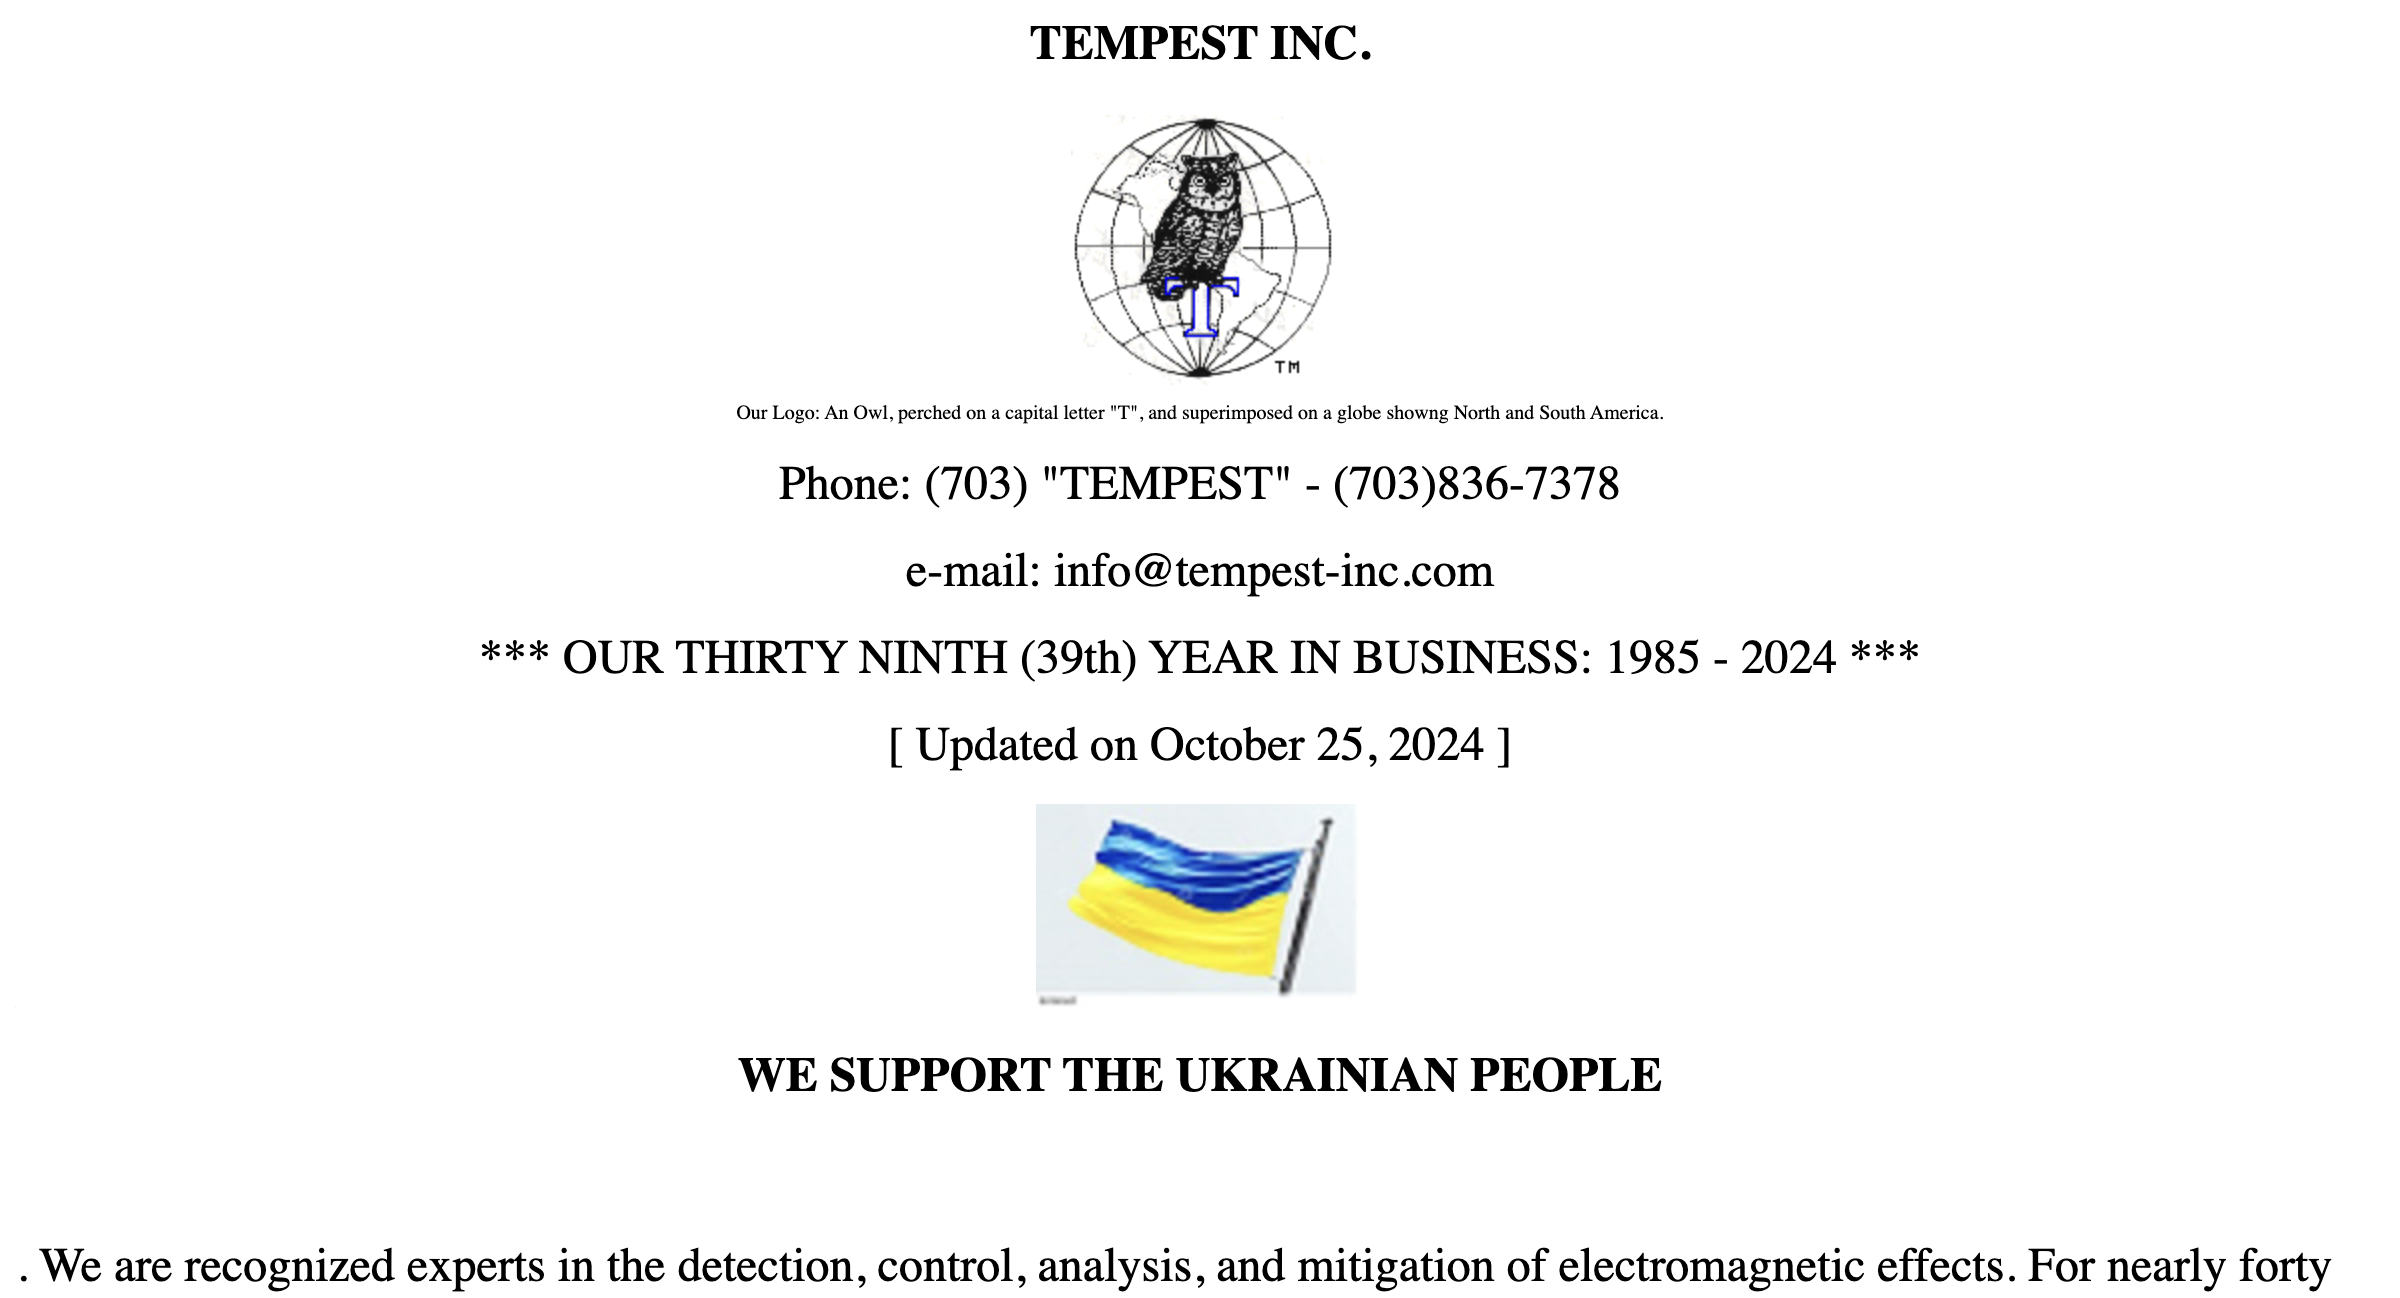 TEMPEST INC.
T
TM
Our Logo: An Owl, perched on a capital letter "T", and superimposed on a globe showng North and South America.
Phone: (703) "TEMPEST" - (703)836-7378
e-mail: info@tempest-inc.com
*** OUR THIRTY NINTH (39th) YEAR IN BUSINESS: 1985 - 2024 ***
[ Updated on October 25, 2024 ]
WE SUPPORT THE UKRAINIAN PEOPLE
. We are recognized experts in the detection, control, analysis, and mitigation of electromagnetic effects. For nearly forty